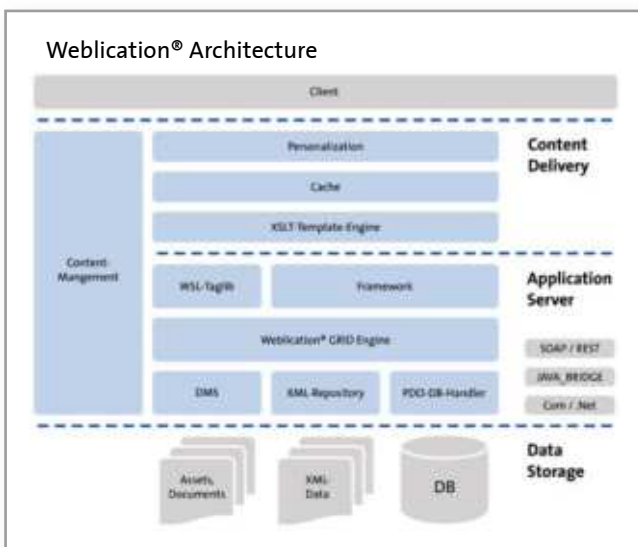 Weblication® Architecture
Client
Content
Delivery
Personalization
Cache
XSLT-Template Engine
Content-
Mangement
Application
Server
WSL-Taglib
Framework
Weblication® GRID Engine
SOAP / REST
JAVA_BRIDGE
Com / .Net
DMS
XML-Repository
PDO-DB-Handler
Data
Storage
Assets,
Documents
XML-
Data
DB